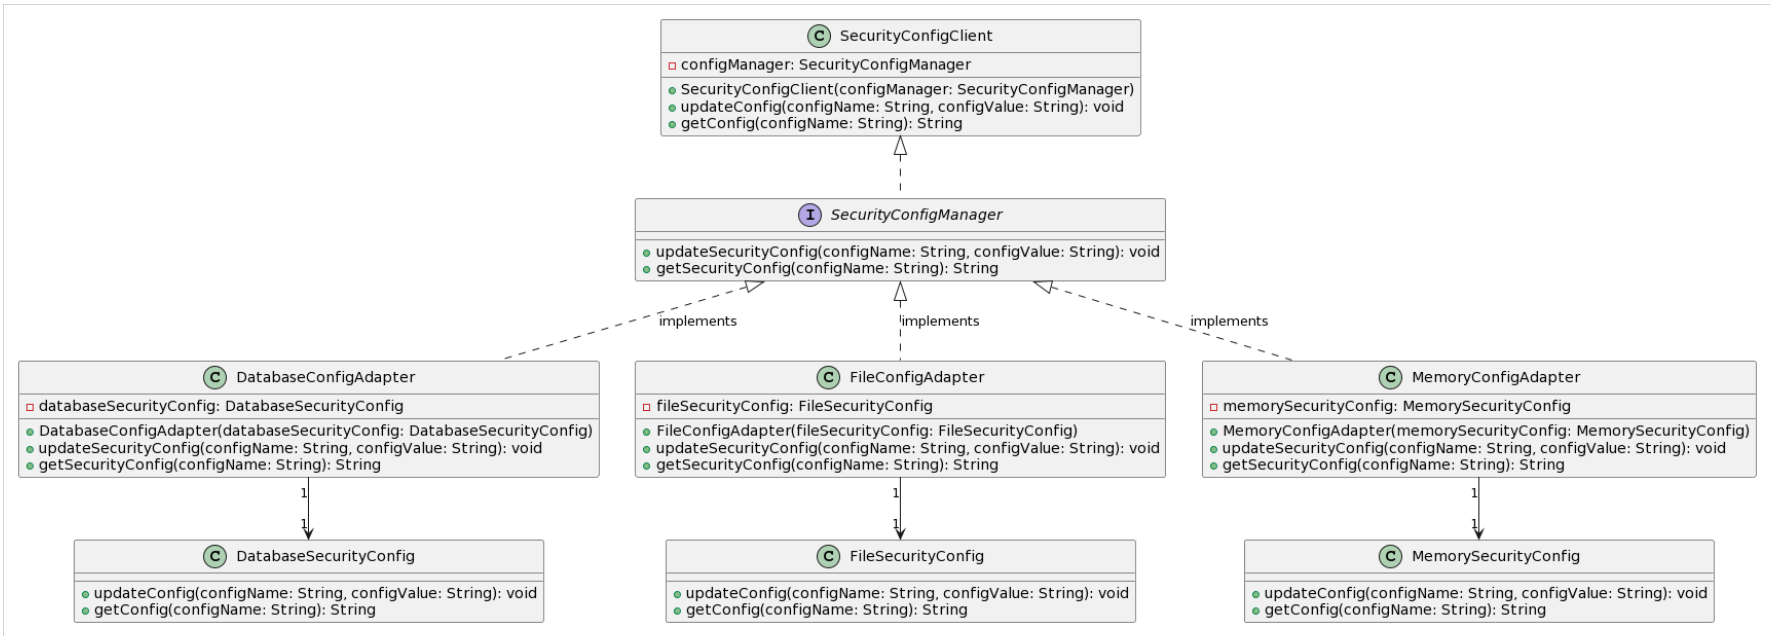 C SecurityConfigClient
configManager: SecurityConfigManager
SecurityConfigClient(configManager: SecurityConfigManager)
updateConfig(configName: String, configValue: String): void
getConfig(configName: String): String
I SecurityConfigManager
updateSecurityConfig(configName: String, configValue: String): void
getSecurityConfig(configName: String): String
implements
implements
implements
C DatabaseConfigAdapter
databaseSecurityConfig: DatabaseSecurityConfig
DatabaseConfigAdapter(databaseSecurityConfig: DatabaseSecurityConfig)
updateSecurityConfig(configName: String, configValue: String): void
getSecurityConfig(configName: String): String
C FileConfigAdapter
fileSecurityConfig: FileSecurityConfig
FileConfigAdapter(fileSecurityConfig: FileSecurityConfig)
updateSecurityConfig(configName: String, configValue: String): void
getSecurityConfig(configName: String): String
C MemoryConfigAdapter
memorySecurityConfig: MemorySecurityConfig
MemoryConfigAdapter(memorySecurityConfig: MemorySecurityConfig)
updateSecurityConfig(configName: String, configValue: String): void
getSecurityConfig(configName: String): String
1
1
1
1
1
1
C DatabaseSecurityConfig
updateConfig(configName: String, configValue: String): void
getConfig(configName: String): String
C FileSecurityConfig
updateConfig(configName: String, configValue: String): void
getConfig(configName: String): String
C MemorySecurityConfig
updateConfig(configName: String, configValue: String): void
getConfig(configName: String): String